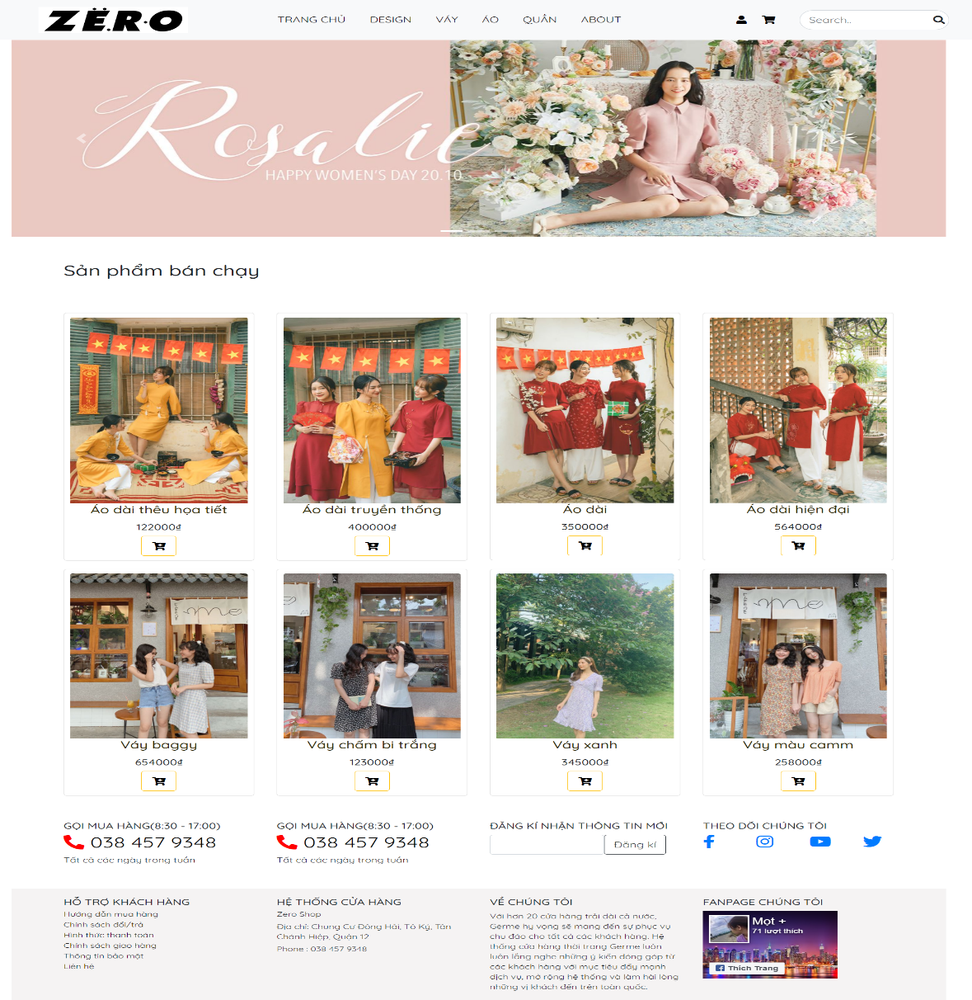 ZËRO
TRANG CHỦ DESIGN VÁY ÁO QUẦN ABOUT Search..
Rosalie
HAPPY WOMEN'S DAY 20.10
Sản phẩm bán chạy
Áo dài thêu họa tiết
122000₫
Áo dài truyền thống
400000₫
Áo dài
350000₫
Áo dài hiện đại
564000₫
Váy baggy
654000₫
Váy chấm bi trắng
123000₫
Váy xanh
345000₫
Váy màu camm
258000₫
GỌI MUA HÀNG(8:30 - 17:00)
038 457 9348
Tất cả các ngày trong tuần
GỌI MUA HÀNG(8:30 - 17:00)
038 457 9348
Tất cả các ngày trong tuần
ĐĂNG KÍ NHẬN THÔNG TIN MỚI
Đăng kí
THEO DÕI CHÚNG TÔI
HỖ TRỢ KHÁCH HÀNG
Hướng dẫn mua hàng
Chính sách đổi/trả
Hình thức thanh toán
Chính sách giao hàng
Thông tin bảo mật
Liên hệ
HỆ THỐNG CỬA HÀNG
Zero Shop
Địa chỉ: Chung Cư Đông Hải, Tô Ký, Tân
Chánh Hiệp, Quận 12
Phone : 038 457 9348
VỀ CHÚNG TÔI
Với hơn 20 cửa hàng trải dài cả nước,
Germe hy vọng sẽ mang đến sự phục vụ
chu đáo cho tất cả các khách hàng. Hệ
thống cửa hàng thời trang Germe luôn
luôn lắng nghe những ý kiến đóng góp từ
các khách hàng với mục tiêu đẩy mạnh
dịch vụ, mở rộng hệ thống và làm hài lòng
những vị khách đến trên toàn quốc.
FANPAGE CHÚNG TÔI
Mọt +
71 lượt thích
Thích Trang